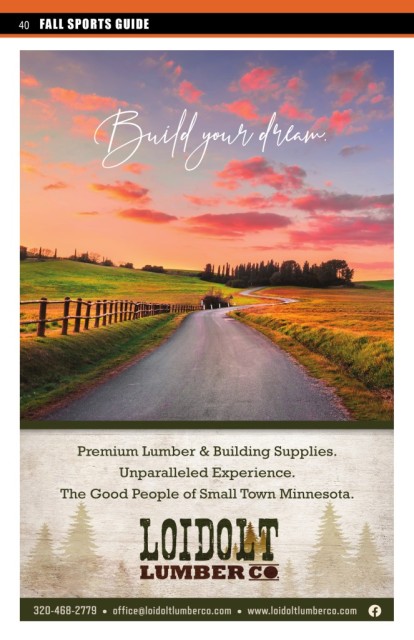 40 FALL SPORTS GUIDE
Build your dream.
Premium Lumber & Building Supplies.
Unparalleled Experience.
The Good People of Small Town Minnesota.
LOIDOLT
LUMBER CO.
320-468-2779 • office@loidoltlumberco.com • www.loidoltlumberco.com